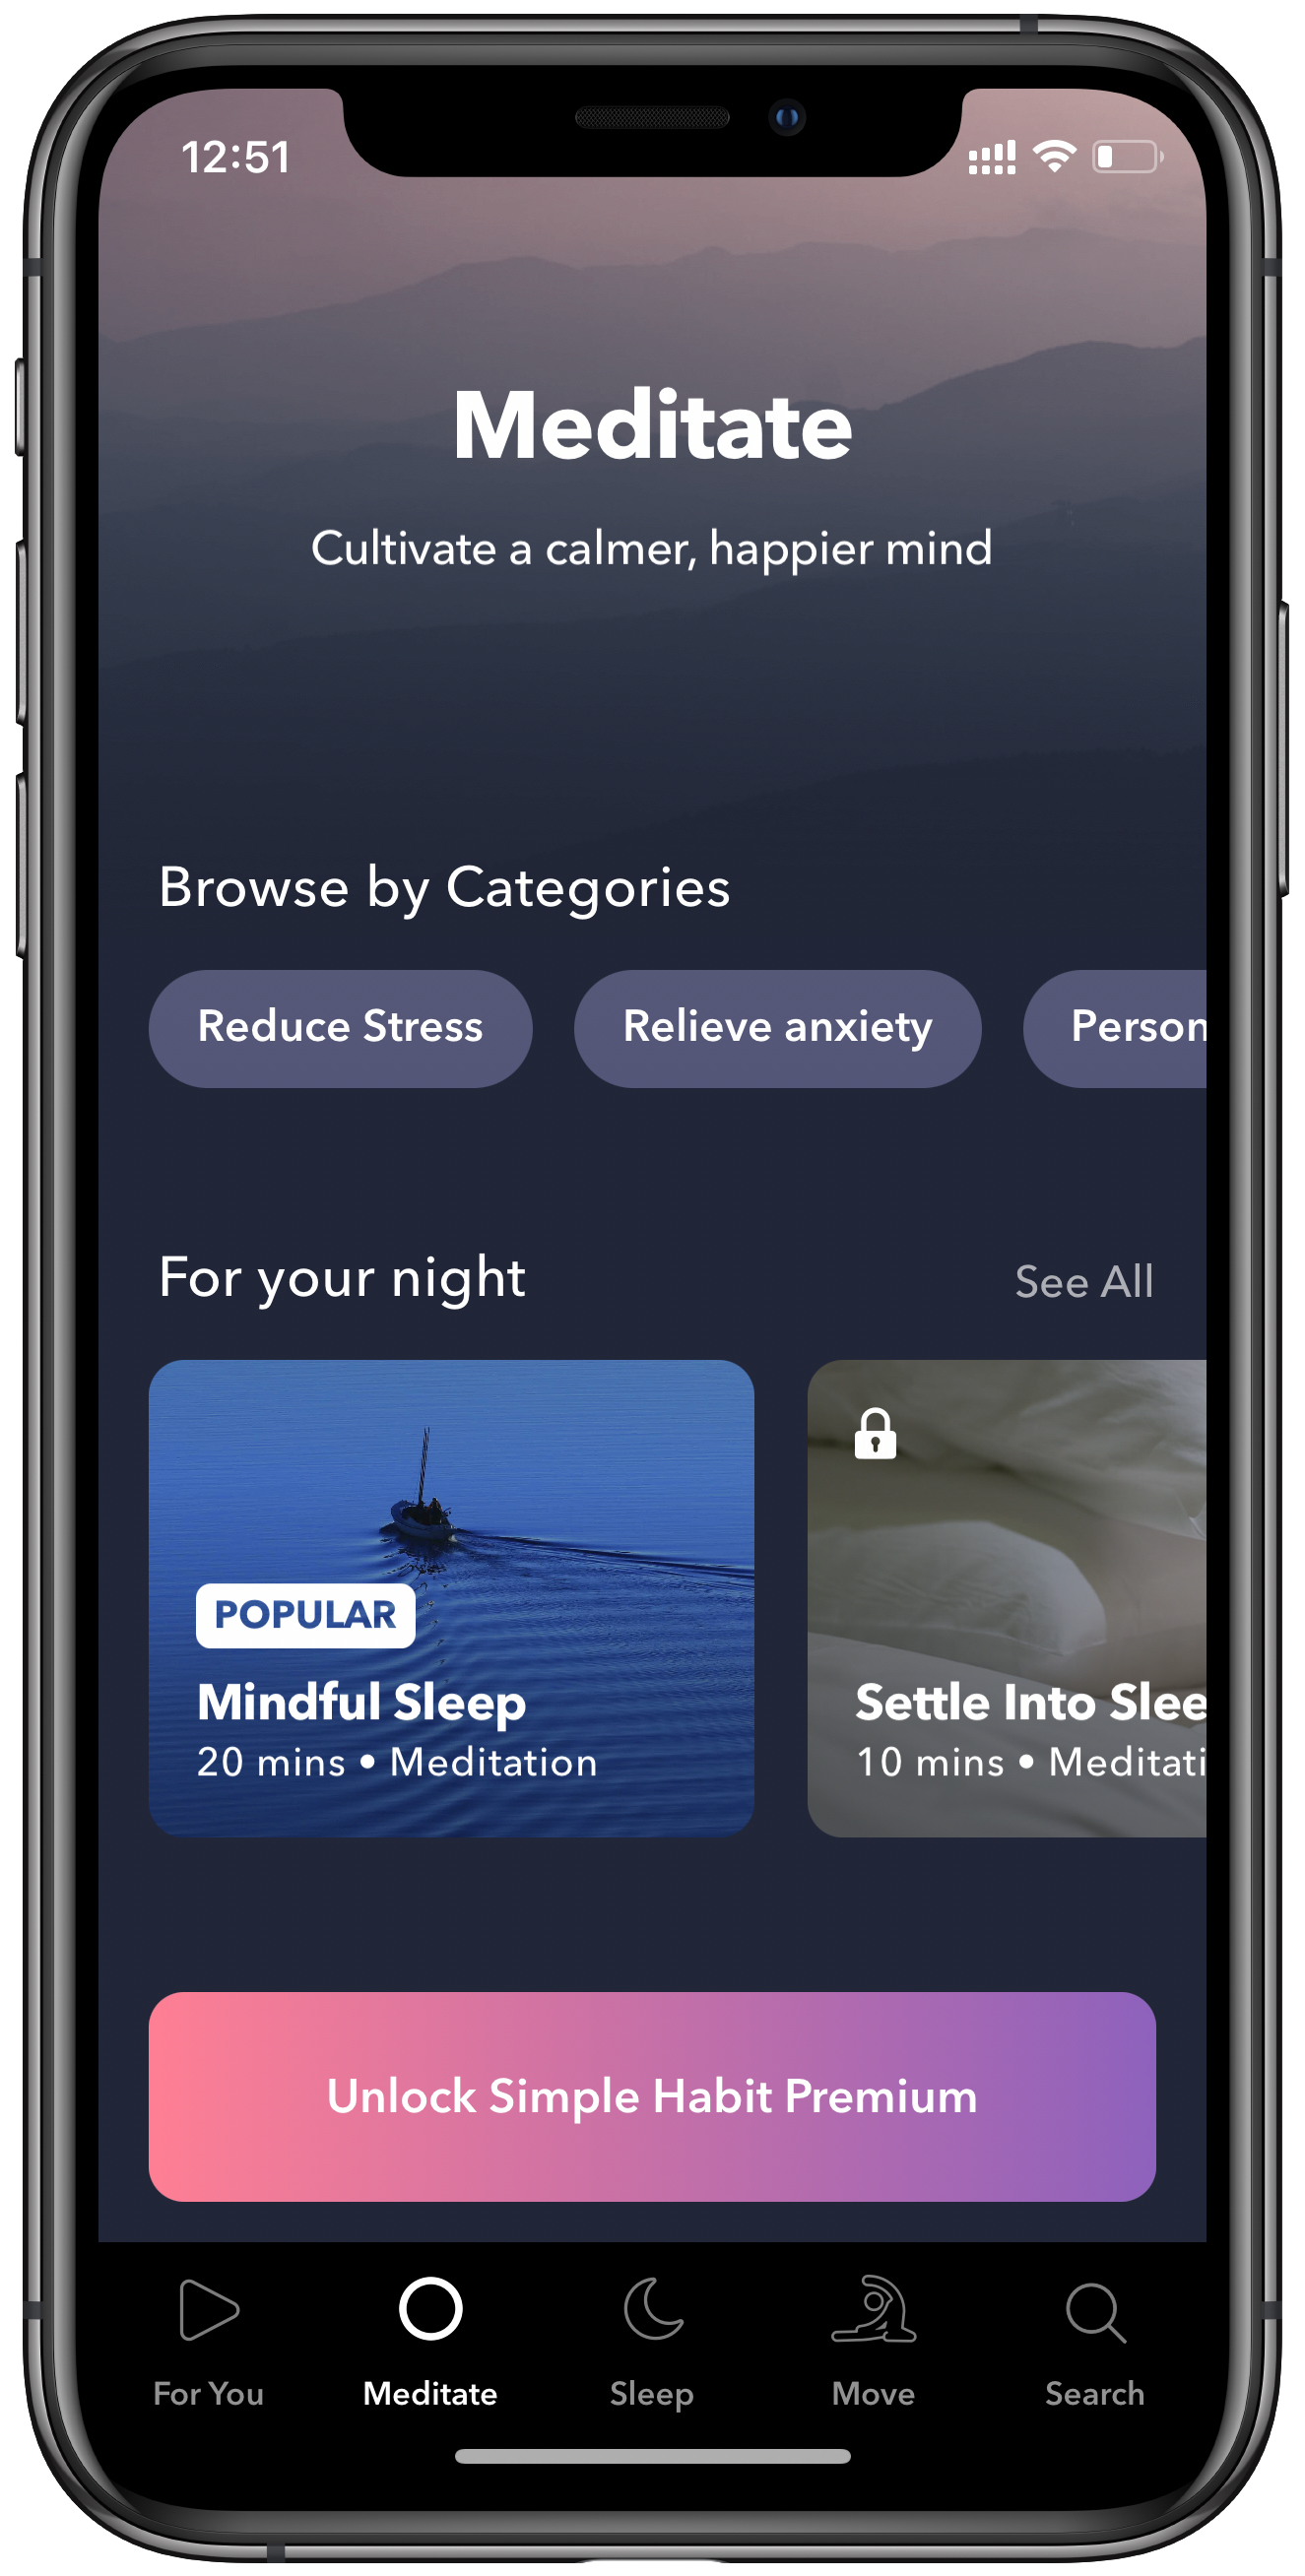 12:51
Meditate
Cultivate a calmer, happier mind
Browse by Categories
Reduce Stress
Relieve anxiety
Person
For your night
See All
POPULAR
Mindful Sleep
20 mins • Meditation
Settle Into Slee
10 mins • Meditati
Unlock Simple Habit Premium
For You
Meditate
Sleep
Move
Search